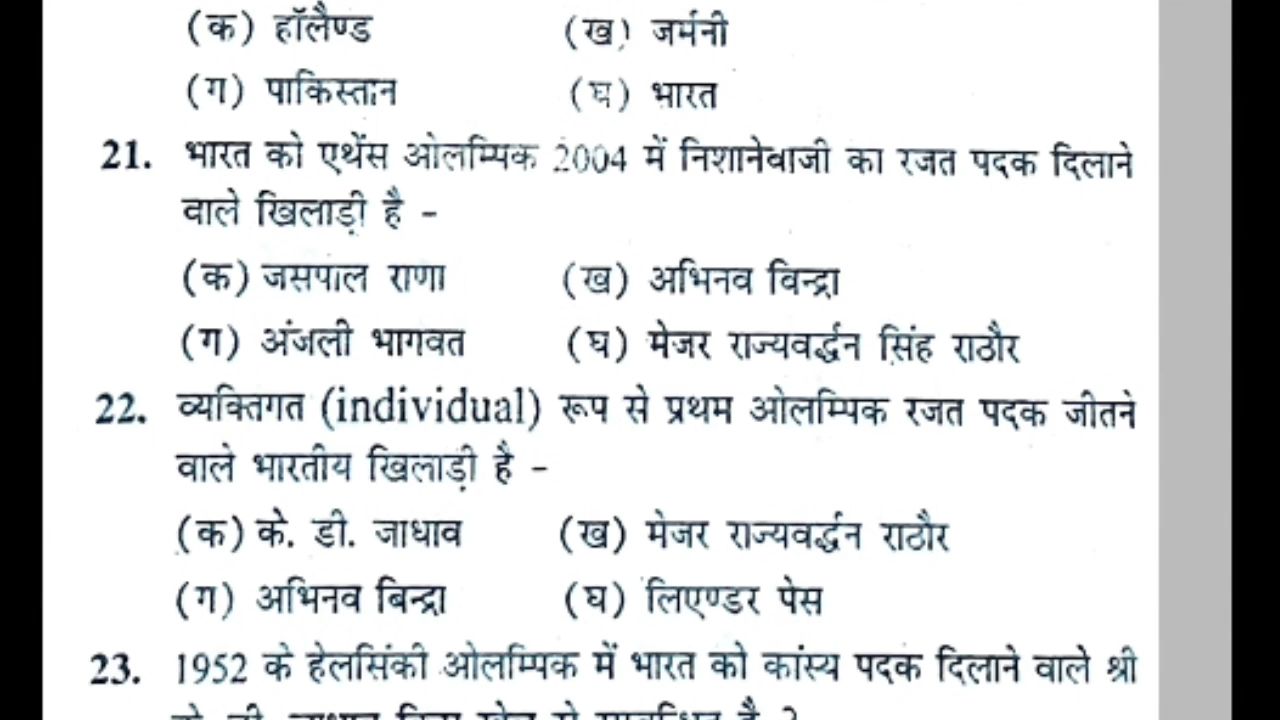 (क) हॉलैण्ड (ख) जर्मनी
(ग) पाकिस्तान (घ) भारत
21. भारत को एथेंस ओलम्पिक 2004 में निशानेवाजी का रजत पदक दिलाने
वाले खिलाड़ी है -
(क) जसपाल राणा (ख) अभिनव विन्द्रा
(ग) अंजली भागवत (घ) मेजर राज्यवर्द्धन सिंह राठौर
22. व्यक्तिगत (individual) रूप से प्रथम ओलम्पिक रजत पदक जीतने
वाले भारतीय खिलाड़ी है -
(क) के. डी. जाधाव (ख) मेजर राज्यवर्द्धन राठौर
(ग) अभिनव बिन्द्रा (घ) लिएण्डर पेस
23. 1952 के हेलसिंकी ओलम्पिक में भारत को कांस्य पदक दिलाने वाले श्री